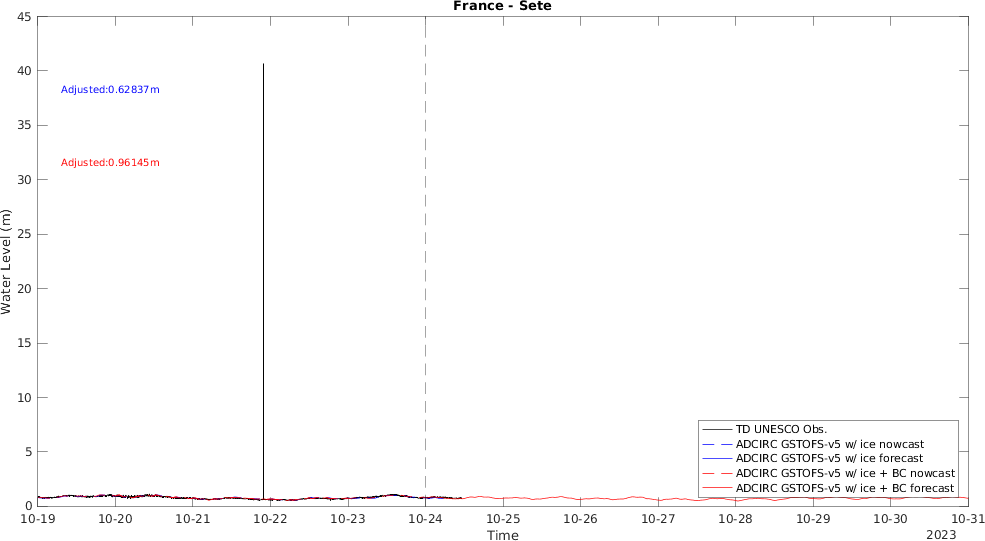 France - Sete
45
40
35
30
25
20
15
10
5
0
Water Level (m)
Adjusted:0.62837m
Adjusted:0.96145m
TD UNESCO Obs.
ADCIRC GSTOFS-v5 w/ ice nowcast
ADCIRC GSTOFS-v5 w/ ice forecast
ADCIRC GSTOFS-v5 w/ ice + BC nowcast
ADCIRC GSTOFS-v5 w/ ice + BC forecast
10-19 10-20 10-21 10-22 10-23 10-24 10-25 10-26 10-27 10-28 10-29 10-30 10-31
Time
2023